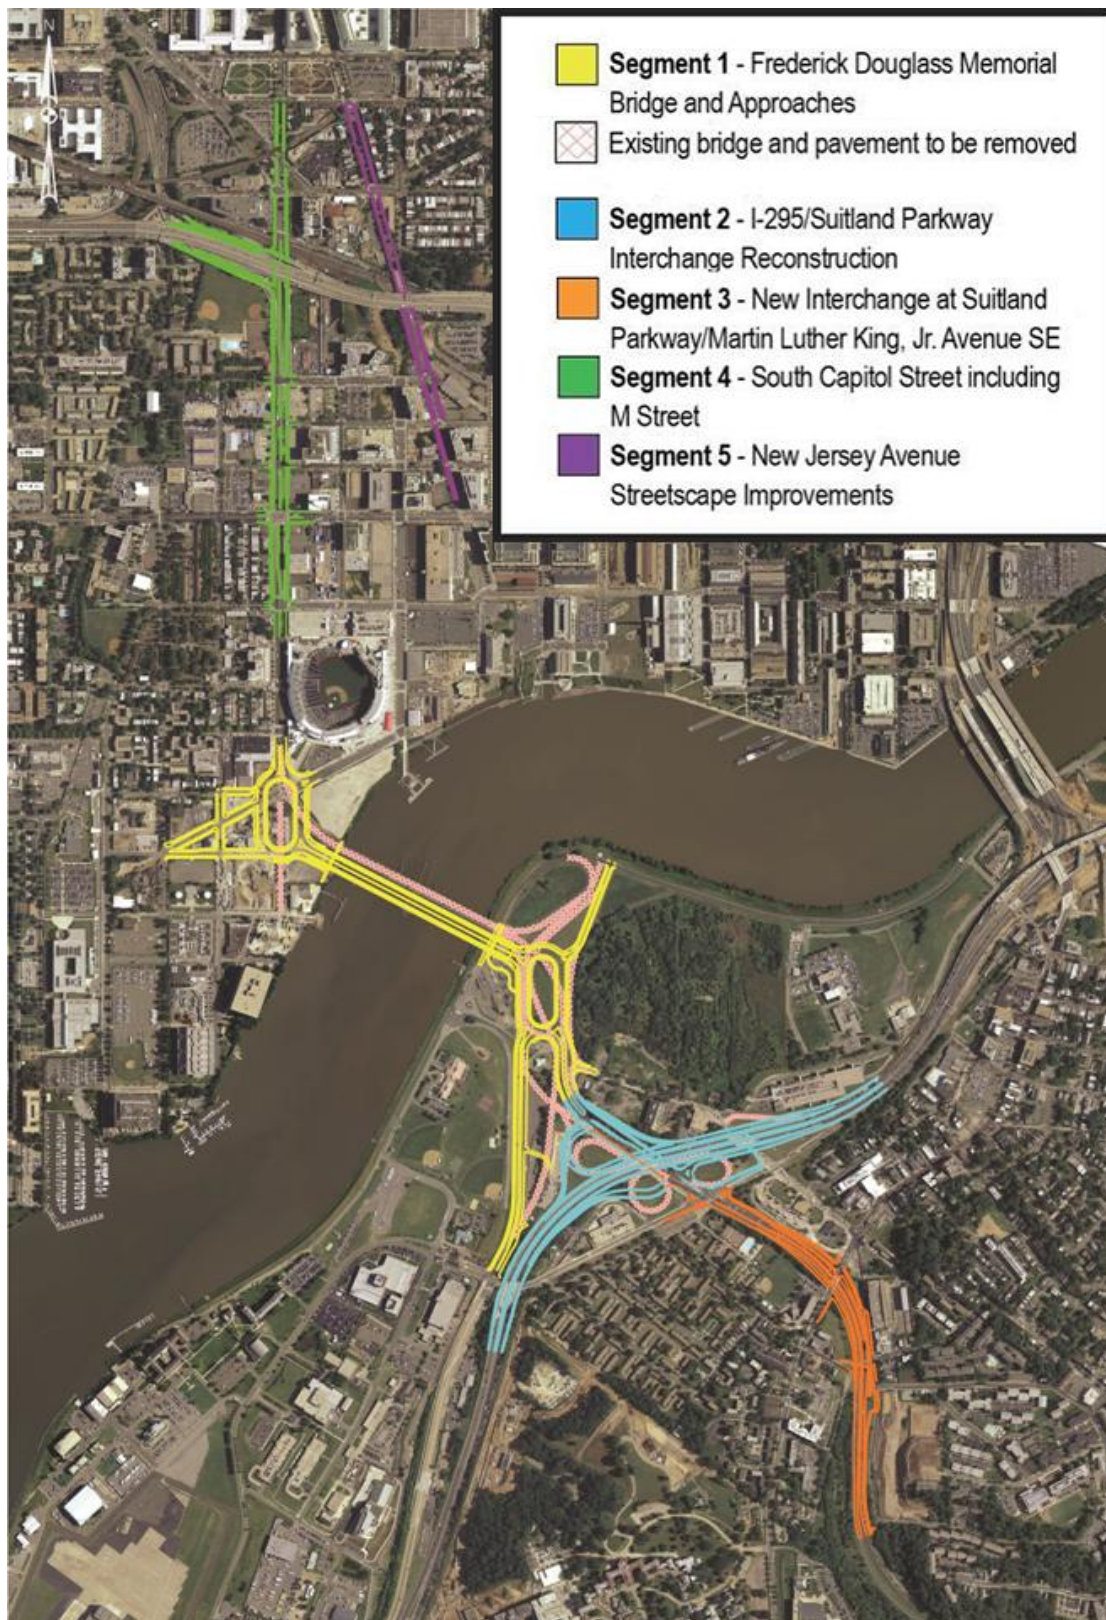 N
Segment 1 - Frederick Douglass Memorial
Bridge and Approaches
Existing bridge and pavement to be removed
Segment 2 - I-295/Suitland Parkway
Interchange Reconstruction
Segment 3 - New Interchange at Suitland
Parkway/Martin Luther King, Jr. Avenue SE
Segment 4 - South Capitol Street including
M Street
Segment 5 - New Jersey Avenue
Streetscape Improvements